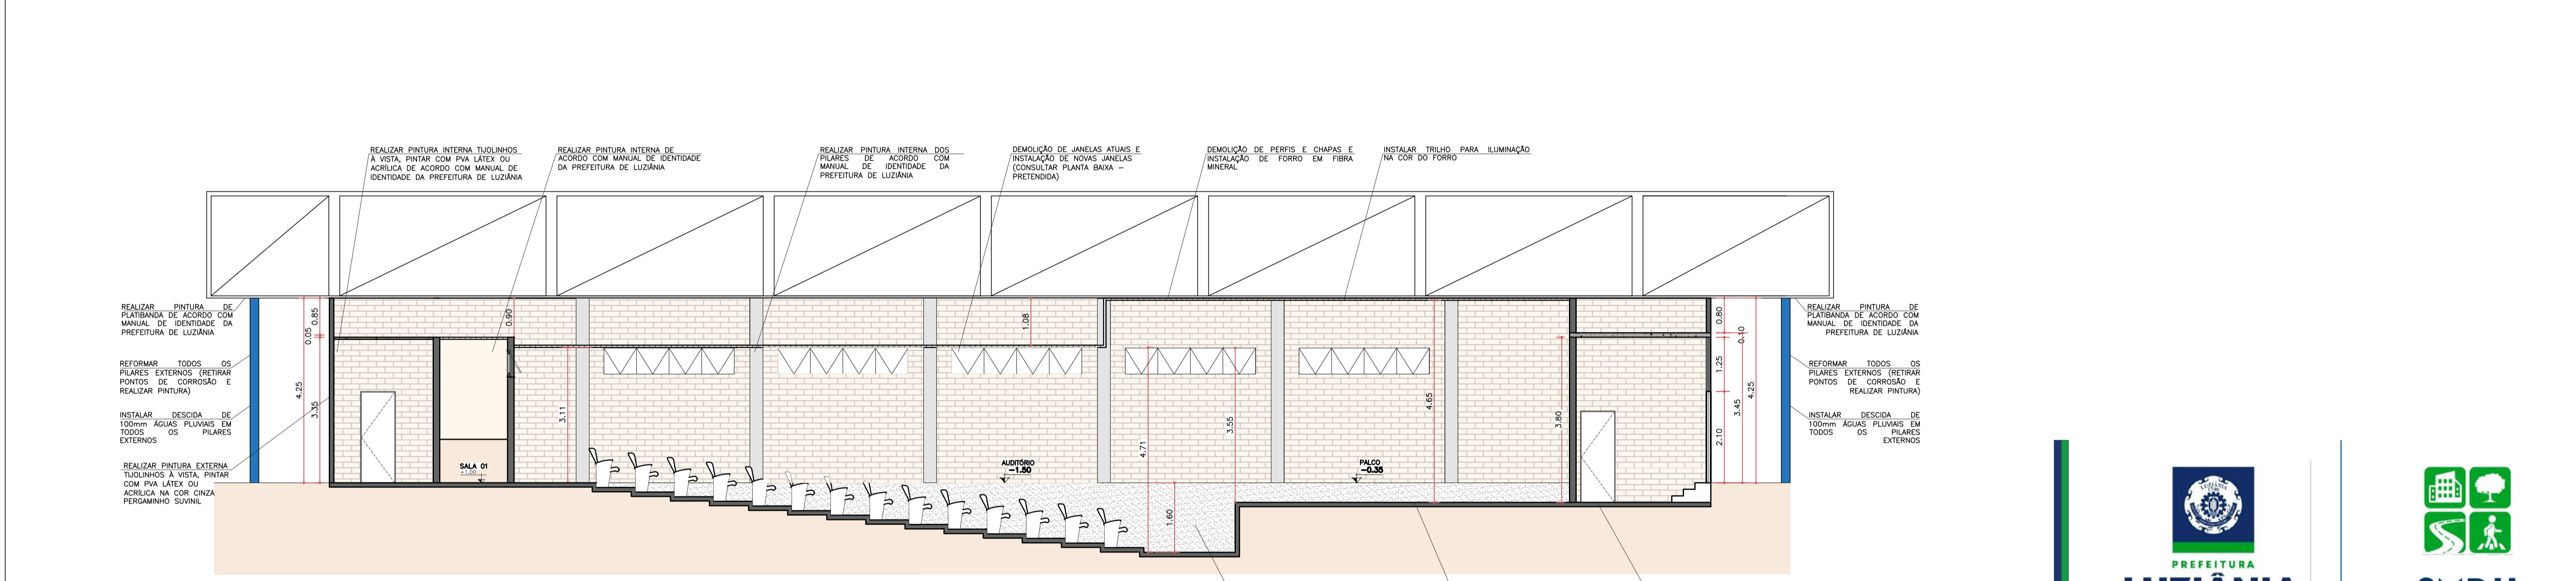 REALIZAR PINTURA INTERNA TIJOLINHOS
À VISTA, PINTAR COM PVA LÁTEX OU
ACRÍLICA DE ACORDO COM MANUAL DE
IDENTIDADE DA PREFEITURA DE LUZIÂNIA
REALIZAR PINTURA INTERNA DE
ACORDO COM MANUAL DE IDENTIDADE
DA PREFEITURA DE LUZIÂNIA
REALIZAR PINTURA INTERNA DOS
PILARES DE ACORDO COM
MANUAL DE IDENTIDADE DA
PREFEITURA DE LUZIÂNIA
DEMOLIÇÃO DE JANELAS ATUAIS E
INSTALAÇÃO DE NOVAS JANELAS
(CONSULTAR PLANTA BAIXA –
PRETENDIDA)
DEMOLIÇÃO DE PERFIS E CHAPAS E
INSTALAÇÃO DE FORRO EM FIBRA
MINERAL
INSTALAR TRILHO PARA ILUMINAÇÃO
NA COR DO FORRO
REALIZAR PINTURA DE
PLATIBANDA DE ACORDO COM
MANUAL DE IDENTIDADE DA
PREFEITURA DE LUZIÂNIA
REFORMAR TODOS OS
PILARES EXTERNOS (RETIRAR
PONTOS DE CORROSÃO E
REALIZAR PINTURA)
INSTALAR DESCIDA DE
100mm ÁGUAS PLUVIAIS EM
TODOS OS PILARES
EXTERNOS
REALIZAR PINTURA EXTERNA
TIJOLINHOS À VISTA, PINTAR
COM PVA LÁTEX OU
ACRÍLICA NA COR CINZA
PERGAMINHO SUVINIL
4.25
0.05
0.85
3.35
0.90
SALA 01
+1.00
3.11
1.08
AUDITÓRIO
-1.50
4.71
1.60
3.55
PALCO
-0.35
4.65
3.80
0.80
0.10
1.25
2.10
3.45
4.25
REALIZAR PINTURA DE
PLATIBANDA DE ACORDO COM
MANUAL DE IDENTIDADE DA
PREFEITURA DE LUZIÂNIA
REFORMAR TODOS OS
PILARES EXTERNOS (RETIRAR
PONTOS DE CORROSÃO E
REALIZAR PINTURA)
INSTALAR DESCIDA DE
100mm ÁGUAS PLUVIAIS EM
TODOS OS PILARES
EXTERNOS
LUZIÂNIA
PREFEITURA
LUZIÂNIA